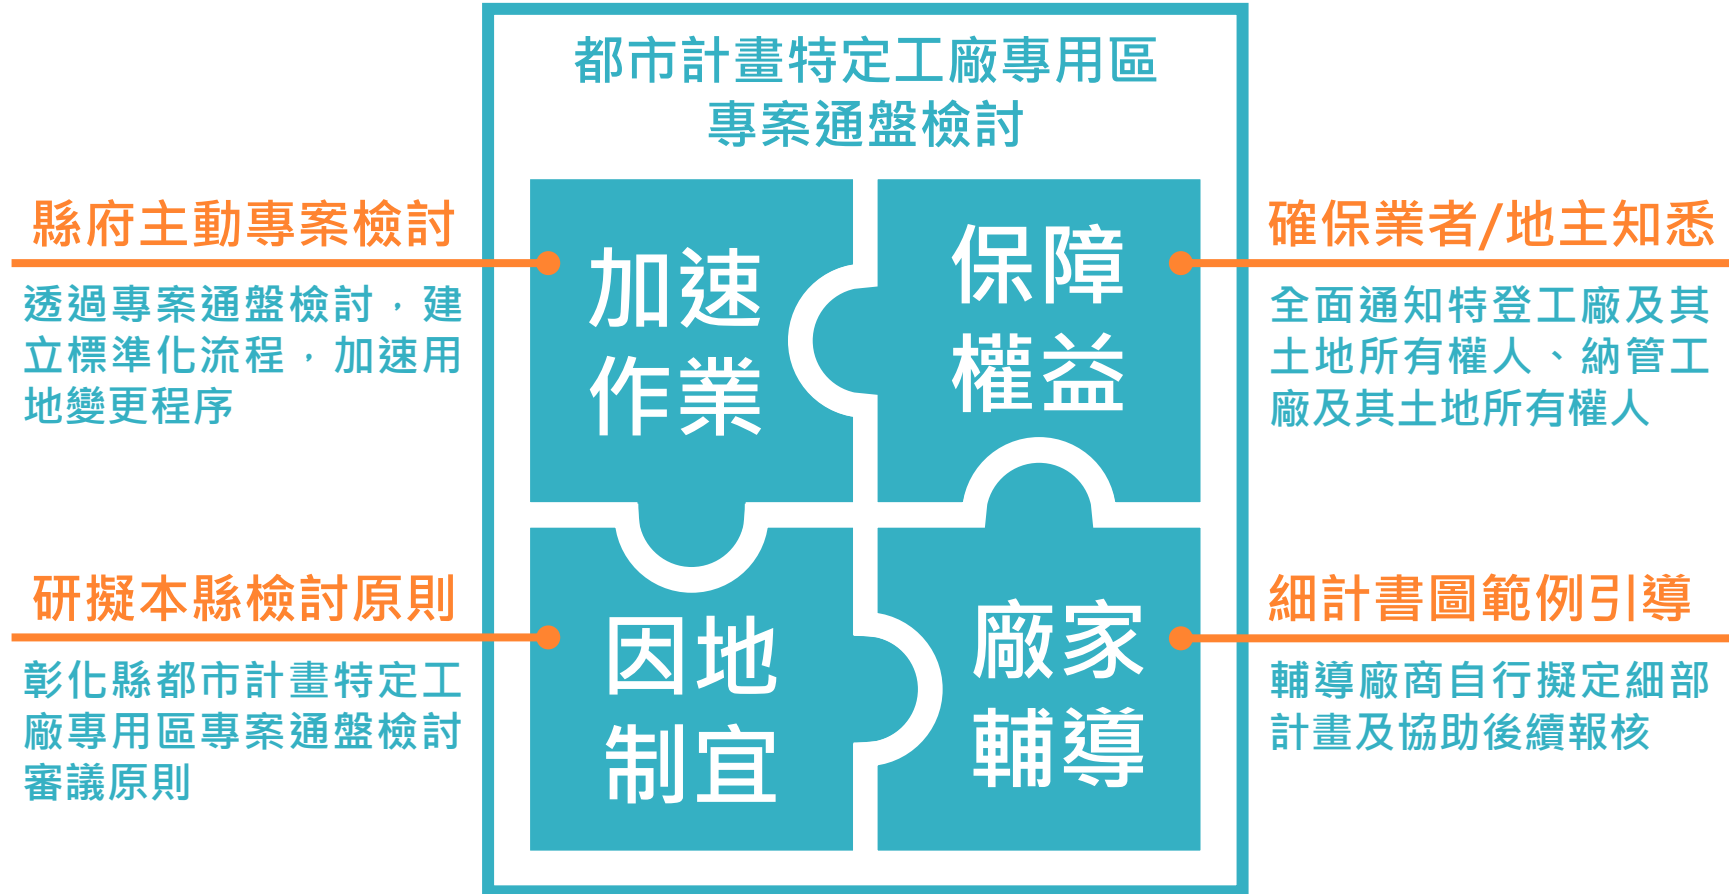 都市計畫特定工廠專用區
專案通盤檢討
縣府主動專案檢討
透過專案通盤檢討，建
立標準化流程，加速用
地變更程序
加速
作業
保障
權益
確保業者/地主知悉
全面通知特登工廠及其
土地所有權人、納管工
廠及其土地所有權人
研擬本縣檢討原則
彰化縣都市計畫特定工
廠專用區專案通盤檢討
審議原則
因地
制宜
廠家
輔導
細計書圖範例引導
輔導廠商自行擬定細部
計畫及協助後續報核